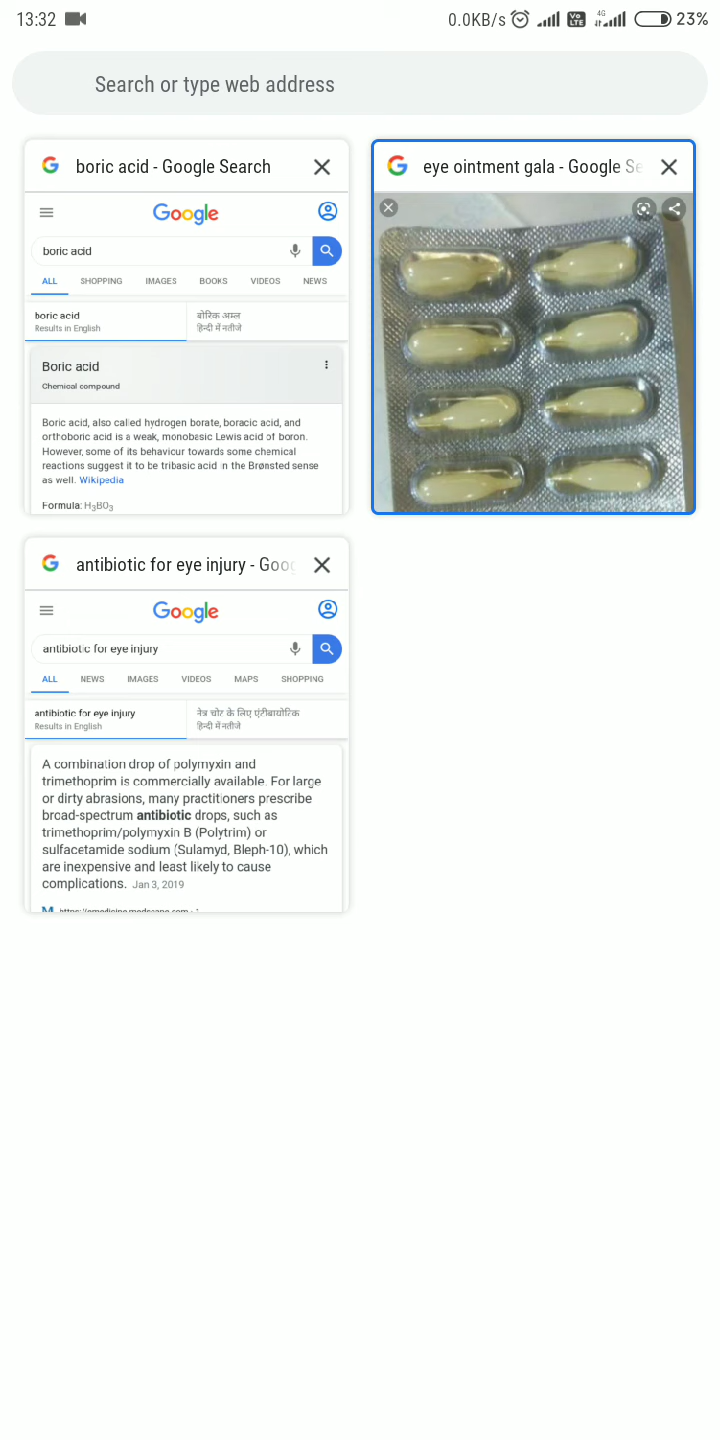 13:32 0.0KB/s Vo LTE 4G 23%
Search or type web address
boric acid - Google Search
Google
boric acid
ALL SHOPPING IMAGES BOOKS VIDEOS NEWS
boric acid
Results in English
बोरिक अम्ल
हिन्दी में नतीजे
Boric acid
Chemical compound
Boric acid, also called hydrogen borate, boracic acid, and
orthoboric acid is a weak, monobasic Lewis acid of boron.
However, some of its behaviour towards some chemical
reactions suggest it to be tribasic acid in the Brønsted sense
as well. Wikipedia
Formula: H₃BO₃
eye ointment gala - Google Se
antibiotic for eye injury - Goog
Google
antibiotic for eye injury
ALL NEWS IMAGES VIDEOS MAPS SHOPPING
antibiotic for eye injury
Results in English
नेत्र चोट के लिए एंटीबायोटिक
हिन्दी में नतीजे
A combination drop of polymyxin and
trimethoprim is commercially available. For large
or dirty abrasions, many practitioners prescribe
broad-spectrum antibiotic drops, such as
trimethoprim/polymyxin B (Polytrim) or
sulfacetamide sodium (Sulamyd, Bleph-10), which
are inexpensive and least likely to cause
complications. Jan 3, 2019